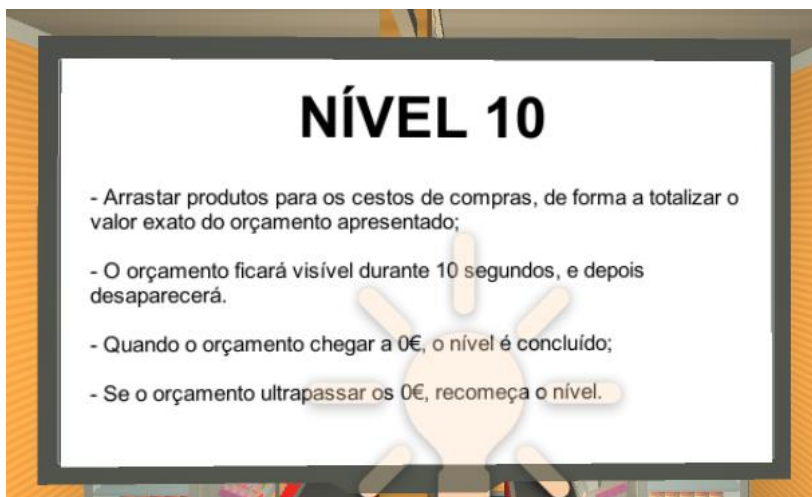 NÍVEL 10
- Arrastar produtos para os cestos de compras, de forma a totalizar o
valor exato do orçamento apresentado;
- O orçamento ficará visível durante 10 segundos, e depois
desaparecerá.
- Quando o orçamento chegar a 0€, o nível é concluído;
- Se o orçamento ultrapassar os 0€, recomeça o nível.